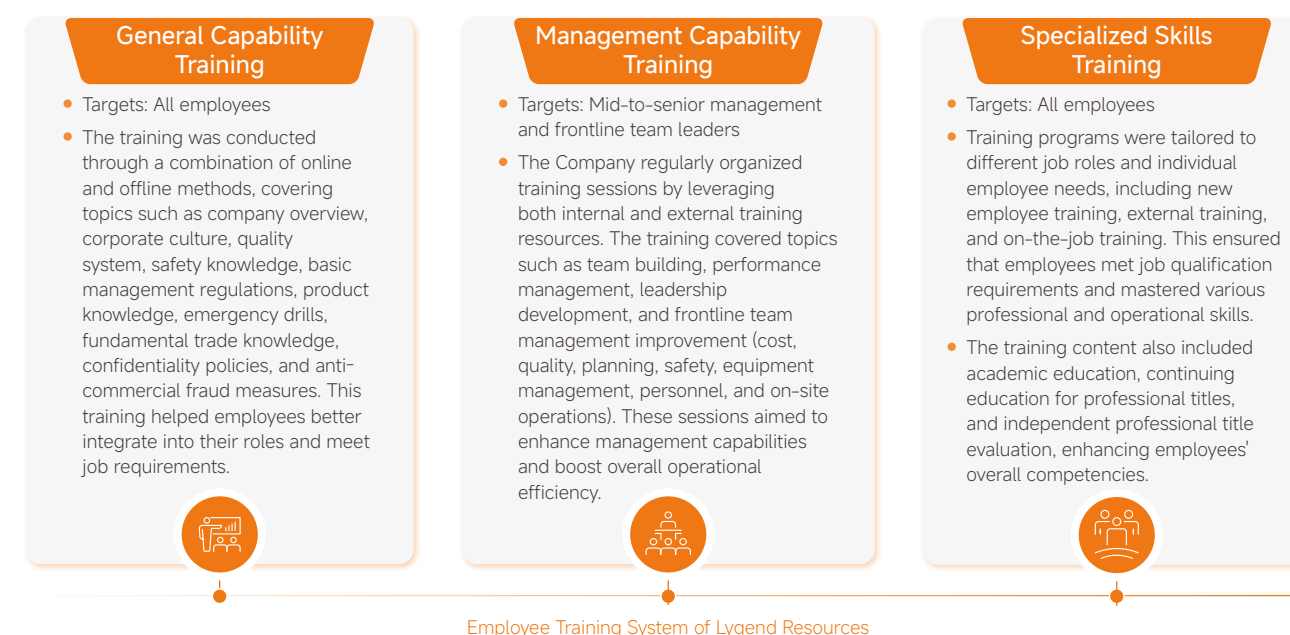 General Capability
Training
• Targets: All employees
• The training was conducted
through a combination of online
and offline methods, covering
topics such as company overview,
corporate culture, quality
system, safety knowledge, basic
management regulations, product
knowledge, emergency drills,
fundamental trade knowledge,
confidentiality policies, and anti-
commercial fraud measures. This
training helped employees better
integrate into their roles and meet
job requirements.
Management Capability
Training
• Targets: Mid-to-senior management
and frontline team leaders
• The Company regularly organized
training sessions by leveraging
both internal and external training
resources. The training covered topics
such as team building, performance
management, leadership
development, and frontline team
management improvement (cost,
quality, planning, safety, equipment
management, personnel, and on-site
operations). These sessions aimed to
enhance management capabilities
and boost overall operational
efficiency.
Specialized Skills
Training
• Targets: All employees
• Training programs were tailored to
different job roles and individual
employee needs, including new
employee training, external training,
and on-the-job training. This ensured
that employees met job qualification
requirements and mastered various
professional and operational skills.
• The training content also included
academic education, continuing
education for professional titles,
and independent professional title
evaluation, enhancing employees'
overall competencies.
Employee Training System of Lygend Resources